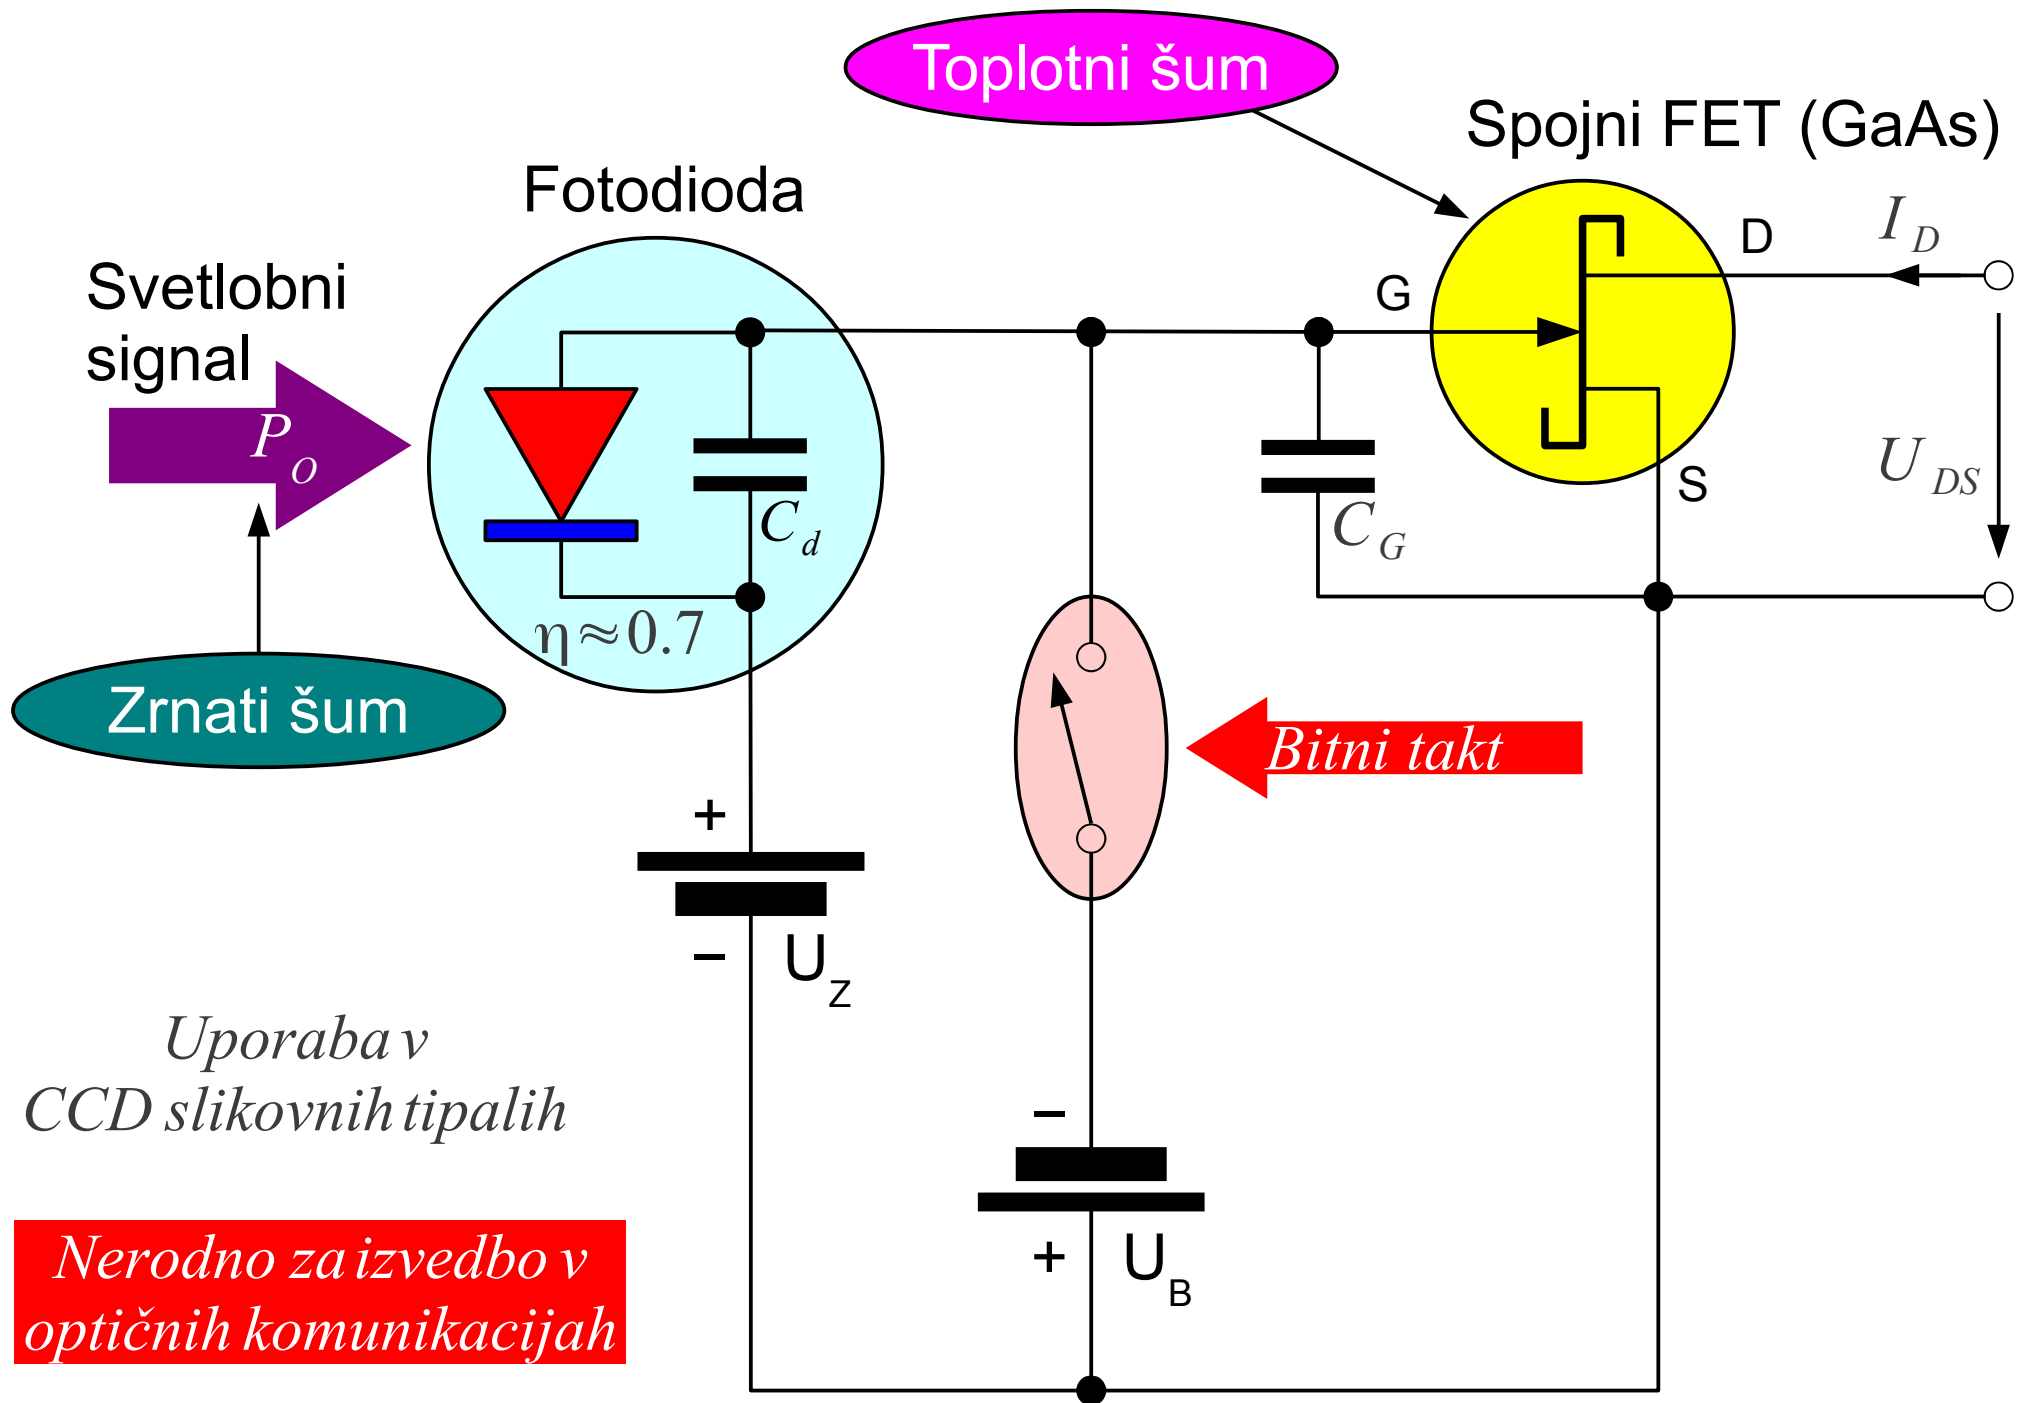 Toplotni šum
Spojni FET (GaAs)
Fotodioda
I_D
D
G
Svetlobni
signal
P_O
U_DS
S
C_d
C_G
η≈0.7
Zrnati šum
Bitni takt
+
−
U_Z
Uporaba v
CCD slikovnih tipalih
−
+
U_B
Nerodno za izvedbo v
optičnih komunikacijah